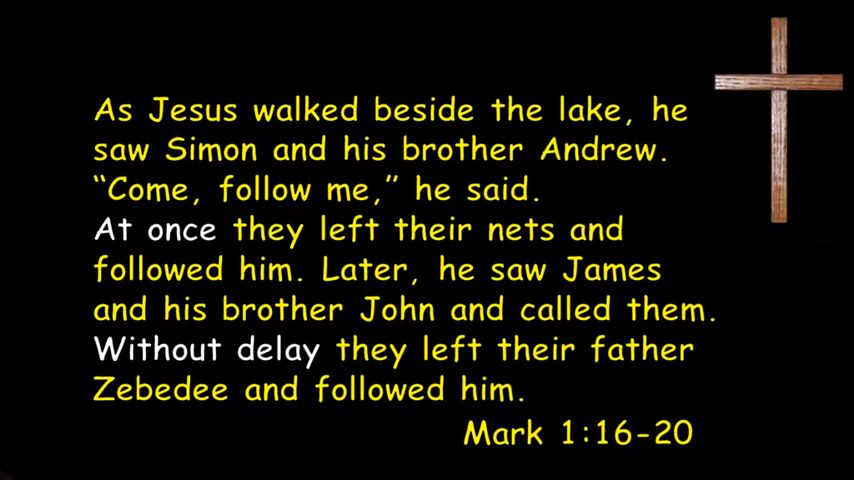 As Jesus walked beside the lake, he
saw Simon and his brother Andrew.
“Come, follow me,” he said.
At once they left their nets and
followed him. Later, he saw James
and his brother John and called them.
Without delay they left their father
Zebedee and followed him.
Mark 1:16-20